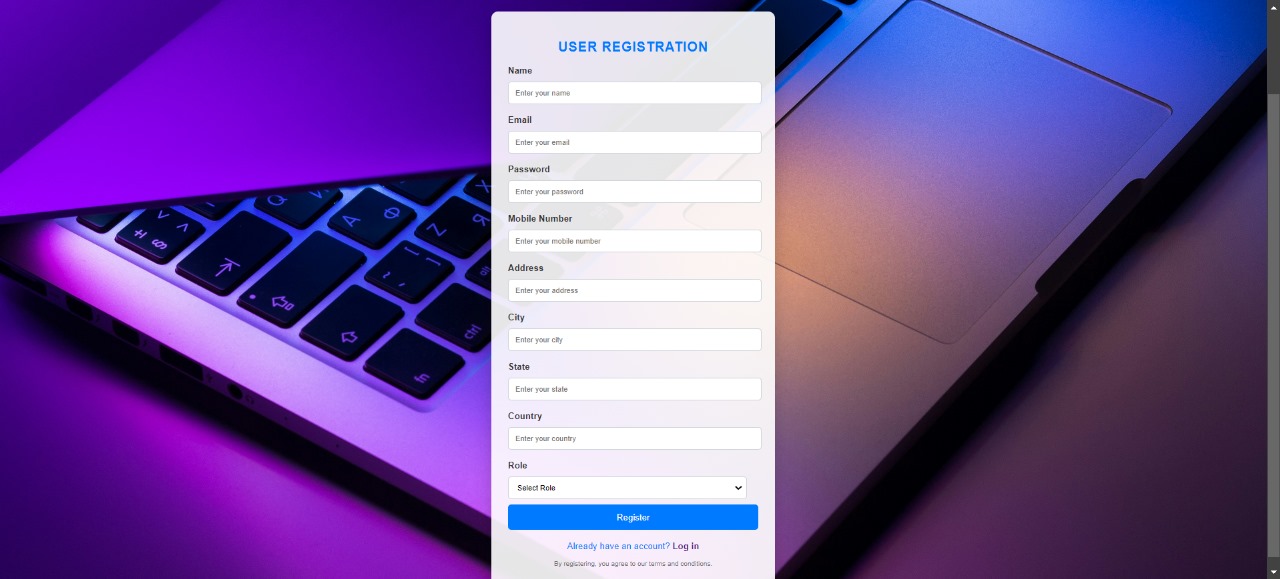 USER REGISTRATION
Name
Enter your name
Email
Enter your email
Password
Enter your password
Mobile Number
Enter your mobile number
Address
Enter your address
City
Enter your city
State
Enter your state
Country
Enter your country
Role
Select Role
Register
Already have an account? Log in
By registering, you agree to our terms and conditions.
ctrl
fn